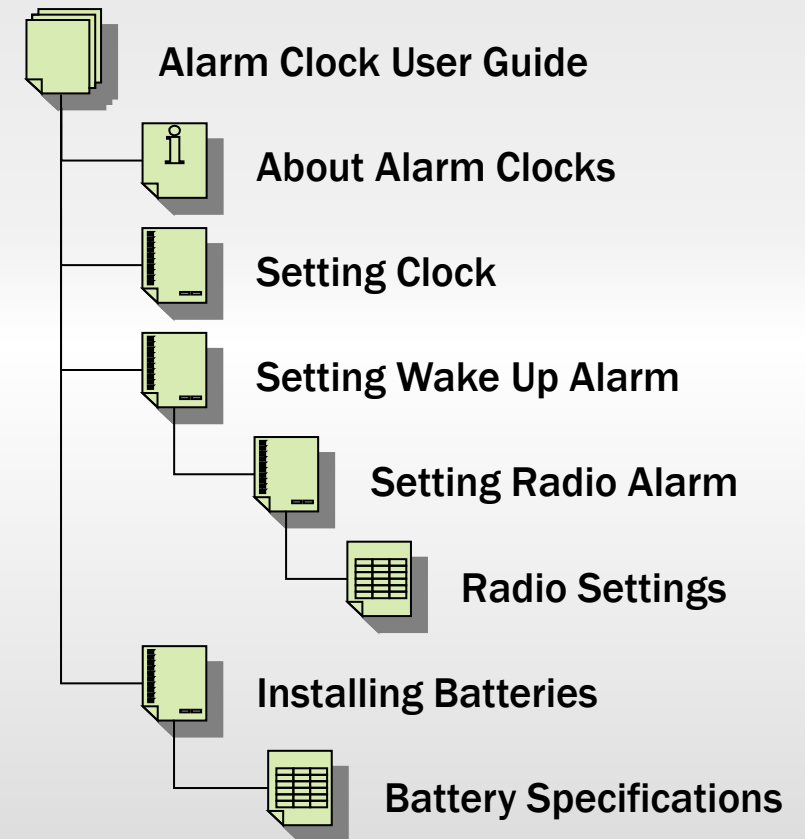 Alarm Clock User Guide
i
About Alarm Clocks
Setting Clock
Setting Wake Up Alarm
Setting Radio Alarm
Radio Settings
Installing Batteries
Battery Specifications